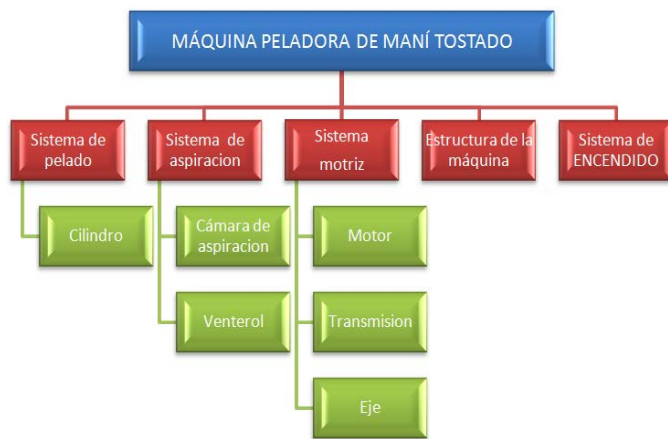 MÁQUINA PELADORA DE MANÍ TOSTADO
Sistema de
pelado
Sistema de
aspiracion
Sistema
motriz
Estructura de la
máquina
Sistema de
ENCENDIDO
Cilindro
Cámara de
aspiracion
Venterol
Motor
Transmision
Eje